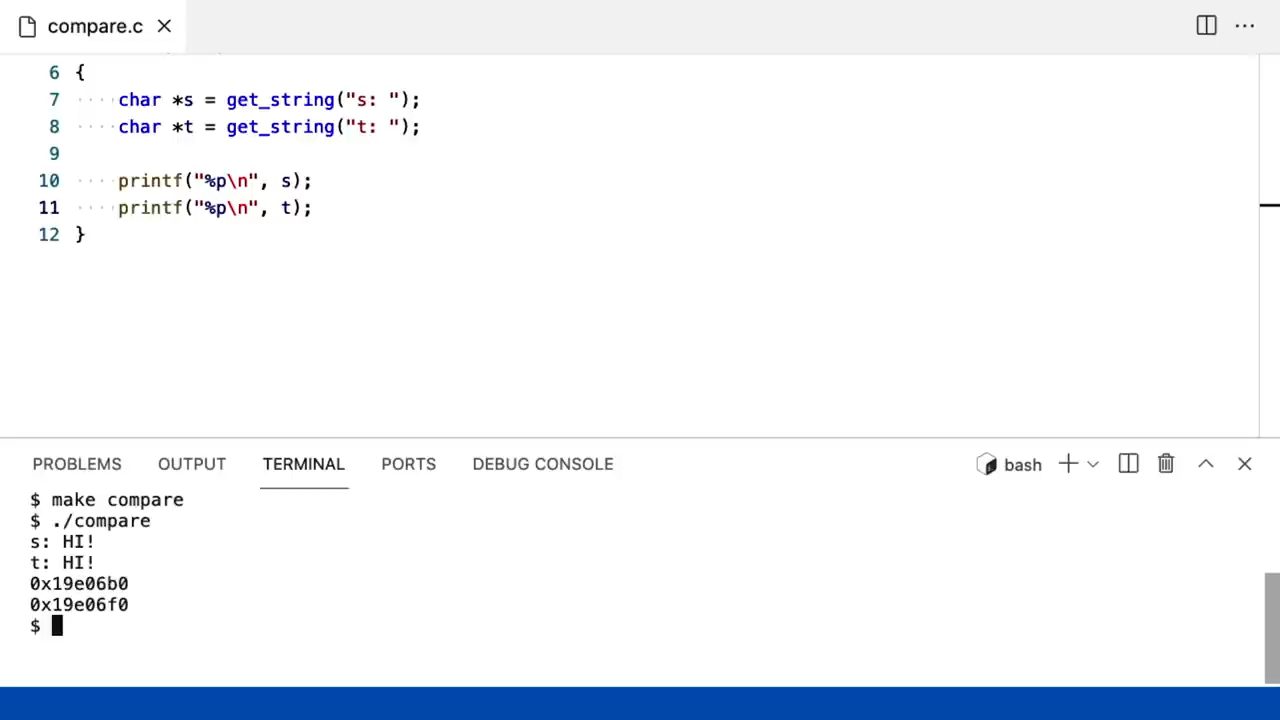 compare.c
6 {
7 char *s = get_string("s: ");
8 char *t = get_string("t: ");
9
10 printf("%p\n", s);
11 printf("%p\n", t);
12 }
PROBLEMS OUTPUT TERMINAL PORTS DEBUG CONSOLE bash
$ make compare
$ ./compare
s: HI!
t: HI!
0x19e06b0
0x19e06f0
$